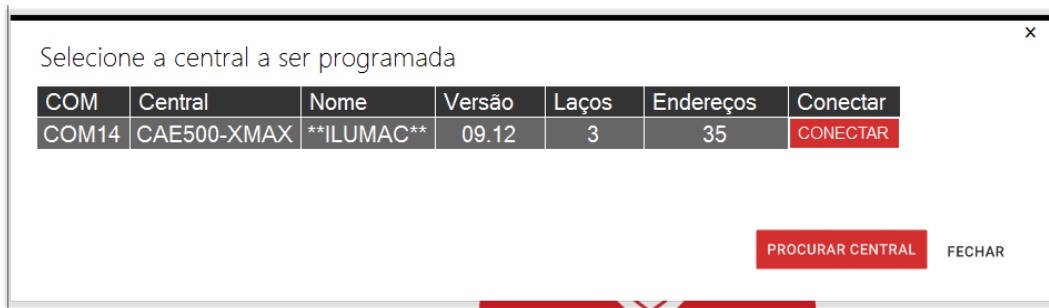 x
Selecione a central a ser programada
COM Central Nome Versão Laços Endereços Conectar
COM14 CAE500-XMAX **ILUMAC** 09.12 3 35 CONECTAR
PROCURAR CENTRAL FECHAR